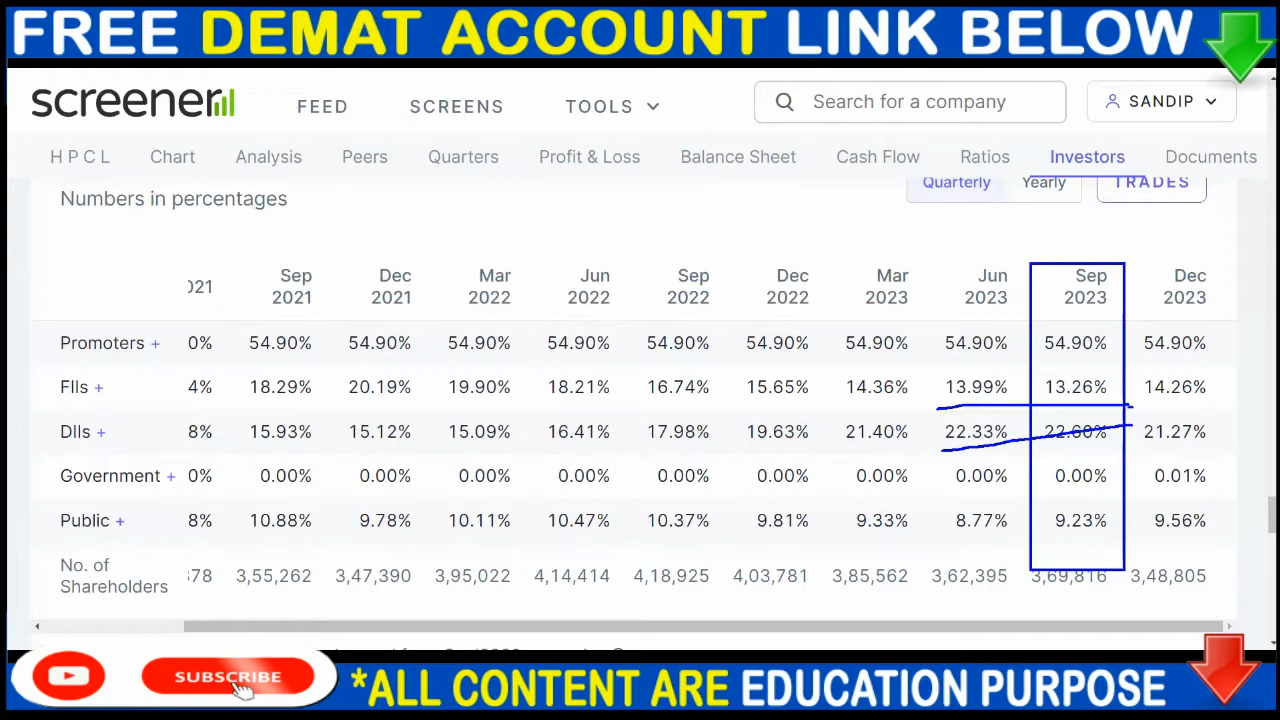 FREE DEMAT ACCOUNT LINK BELOW
screener FEED SCREENS TOOLS Search for a company SANDIP
H P C L Chart Analysis Peers Quarters Profit & Loss Balance Sheet Cash Flow Ratios Investors Documents
Numbers in percentages Quarterly Yearly TRADES
021 Sep 2021 Dec 2021 Mar 2022 Jun 2022 Sep 2022 Dec 2022 Mar 2023 Jun 2023 Sep 2023 Dec 2023
Promoters + 0% 54.90% 54.90% 54.90% 54.90% 54.90% 54.90% 54.90% 54.90% 54.90% 54.90%
FIIs + 4% 18.29% 20.19% 19.90% 18.21% 16.74% 15.65% 14.36% 13.99% 13.26% 14.26%
DIIs + 8% 15.93% 15.12% 15.09% 16.41% 17.98% 19.63% 21.40% 22.33% 22.60% 21.27%
Government + 0% 0.00% 0.00% 0.00% 0.00% 0.00% 0.00% 0.00% 0.00% 0.00% 0.01%
Public + 8% 10.88% 9.78% 10.11% 10.47% 10.37% 9.81% 9.33% 8.77% 9.23% 9.56%
No. of Shareholders 378 3,55,262 3,47,390 3,95,022 4,14,414 4,18,925 4,03,781 3,85,562 3,62,395 3,69,816 3,48,805
SUBSCRIBE *ALL CONTENT ARE EDUCATION PURPOSE